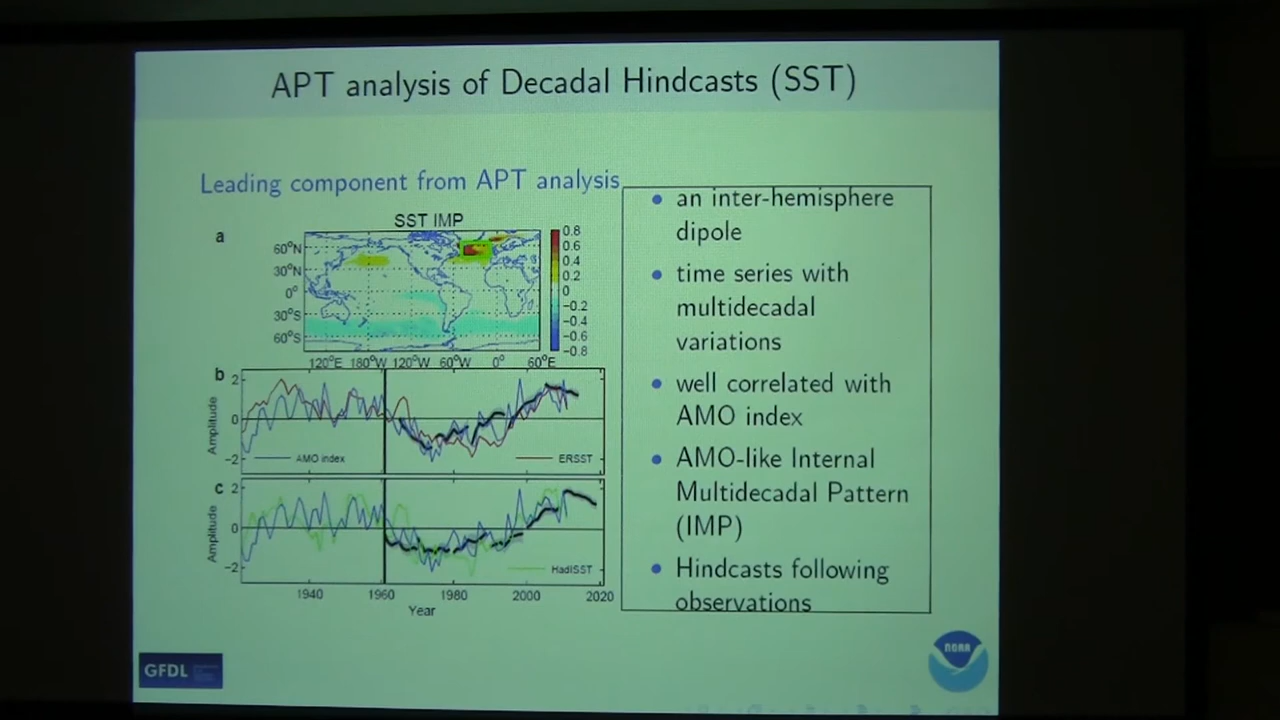 APT analysis of Decadal Hindcasts (SST)
Leading component from APT analysis
SST IMP
a
60°N
30°N
0°
30°S
60°S
120°E 180°W 120°W 60°W 0° 60°E
0.8
0.6
0.4
0.2
0
−0.2
−0.4
−0.6
−0.8
b
Amplitude
2
0
−2
AMO index
ERSST
c
Amplitude
2
0
−2
HadISST
1940 1960 1980 2000 2020
Year
an inter-hemisphere
dipole
time series with
multidecadal
variations
well correlated with
AMO index
AMO-like Internal
Multidecadal Pattern
(IMP)
Hindcasts following
observations
GFDL
NOAA